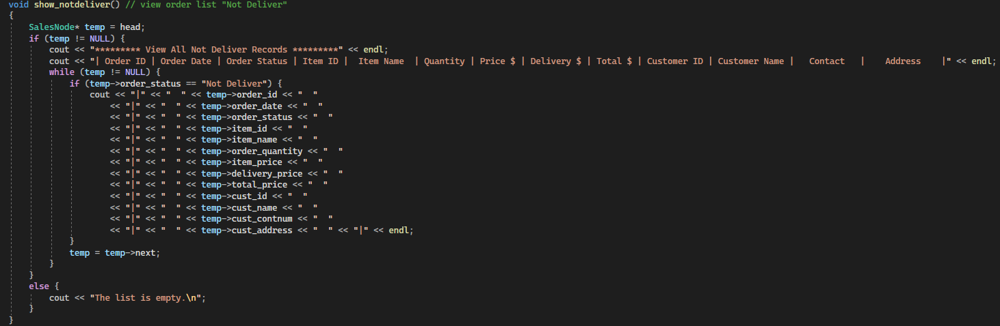 void show_notdeliver() // view order list "Not Deliver"
{
    SalesNode* temp = head;
    if (temp != NULL) {
        cout << "********* View All Not Deliver Records *********" << endl;
        cout << "| Order ID | Order Date | Order Status | Item ID |  Item Name  | Quantity | Price $ | Delivery $ | Total $ | Customer ID | Customer Name |   Contact   |    Address    |" << endl;
        while (temp != NULL) {
            if (temp->order_status == "Not Deliver") {
                cout << "|" << "  " << temp->order_id << "  "
                    << "|" << "  " << temp->order_date << "  "
                    << "|" << "  " << temp->order_status << "  "
                    << "|" << "  " << temp->item_id << "  "
                    << "|" << "  " << temp->item_name << "  "
                    << "|" << "  " << temp->order_quantity << "  "
                    << "|" << "  " << temp->item_price << "  "
                    << "|" << "  " << temp->delivery_price << "  "
                    << "|" << "  " << temp->total_price << "  "
                    << "|" << "  " << temp->cust_id << "  "
                    << "|" << "  " << temp->cust_name << "  "
                    << "|" << "  " << temp->cust_contnum << "  "
                    << "|" << "  " << temp->cust_address << "  " << "|" << endl;
            }
            temp = temp->next;
        }
    }
    else {
        cout << "The list is empty.\n";
    }
}